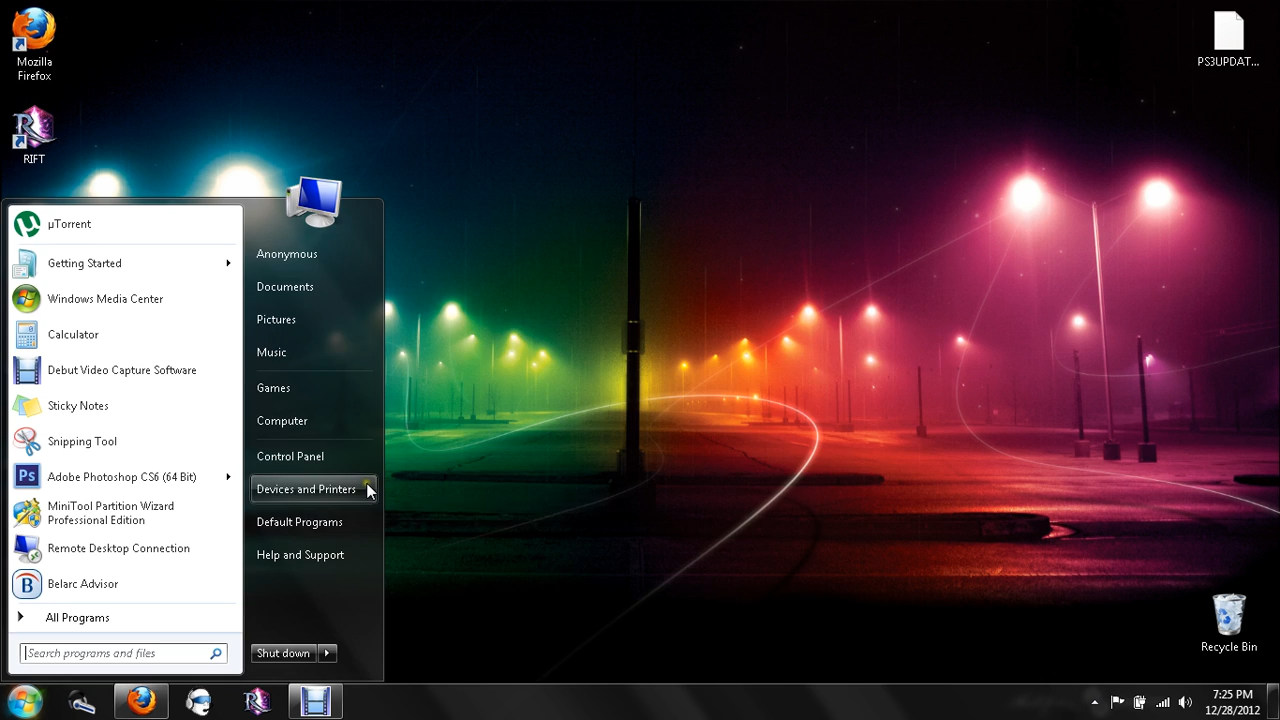 Mozilla
Firefox
PS3UPDAT...
RIFT
µTorrent
Getting Started
Windows Media Center
Calculator
Debut Video Capture Software
Sticky Notes
Snipping Tool
Ps
Adobe Photoshop CS6 (64 Bit)
MiniTool Partition Wizard
Professional Edition
Remote Desktop Connection
B
Belarc Advisor
All Programs
Search programs and files
Anonymous
Documents
Pictures
Music
Games
Computer
Control Panel
Devices and Printers
Default Programs
Help and Support
Shut down
Recycle Bin
7:25 PM
12/28/2012